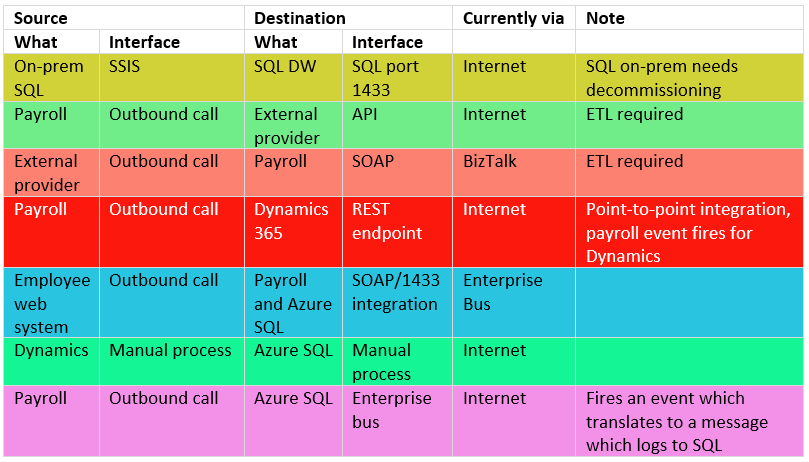 Source Destination Currently via Note
What Interface What Interface
On-prem SSIS SQL DW SQL port Internet SQL on-prem needs
SQL 1433 decommissioning
Payroll Outbound call External API Internet ETL required
provider
External Outbound call Payroll SOAP BizTalk ETL required
provider
Payroll Outbound call Dynamics REST Internet Point-to-point integration,
365 endpoint payroll event fires for
Dynamics
Employee Outbound call Payroll SOAP/1433 Enterprise
web and Azure integration Bus
system SQL
Dynamics Manual process Azure SQL Manual Internet
process
Payroll Outbound call Azure SQL Enterprise Internet Fires an event which
bus translates to a message
which logs to SQL